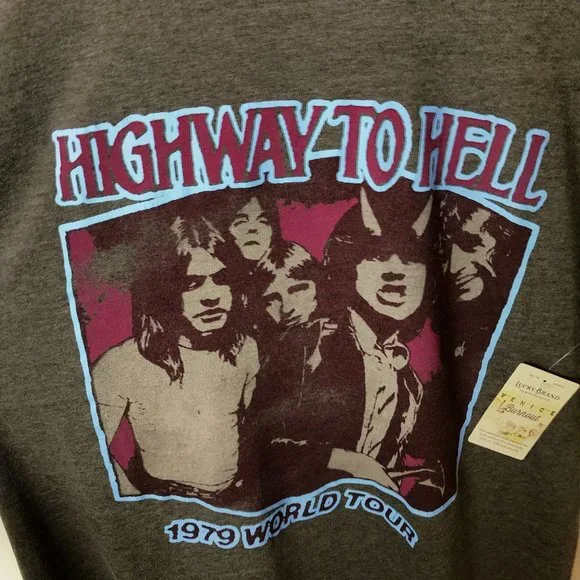 HIGHWAY TO HELL
1979 WORLD TOUR
LUCKY BRAND
VENICE
Burnout